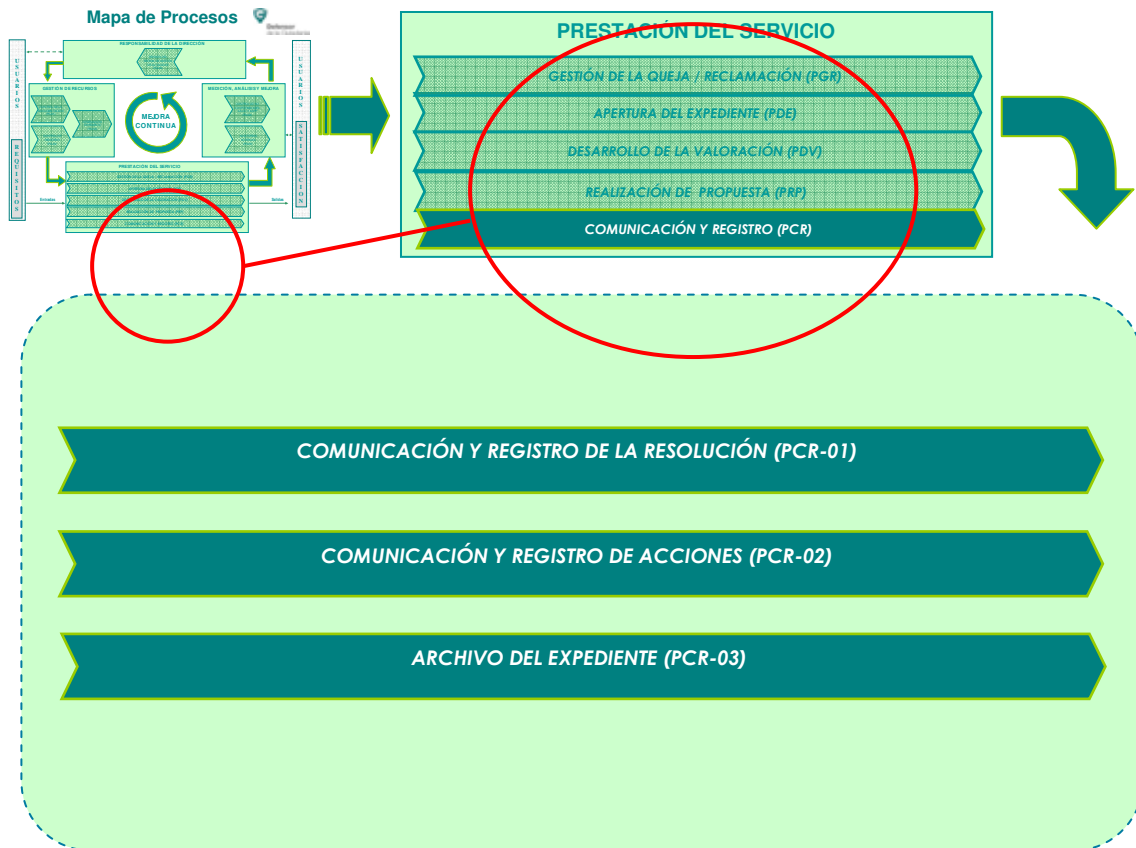 Mapa de Procesos
RESPONSABILIDAD DE LA DIRECCIÓN
USUARIOS
REQUISITOS
GESTIÓN DE RECURSOS
MEJORA
CONTINUA
MEDICIÓN, ANÁLISIS Y MEJORA
USUARIOS
SATISFACCION
PRESTACIÓN DEL SERVICIO
Entradas
Salidas
PRESTACIÓN DEL SERVICIO
GESTIÓN DE LA QUEJA / RECLAMACIÓN (PGR)
APERTURA DEL EXPEDIENTE (PDE)
DESARROLLO DE LA VALORACIÓN (PDV)
REALIZACIÓN DE PROPUESTA (PRP)
COMUNICACIÓN Y REGISTRO (PCR)
COMUNICACIÓN Y REGISTRO DE LA RESOLUCIÓN (PCR-01)
COMUNICACIÓN Y REGISTRO DE ACCIONES (PCR-02)
ARCHIVO DEL EXPEDIENTE (PCR-03)